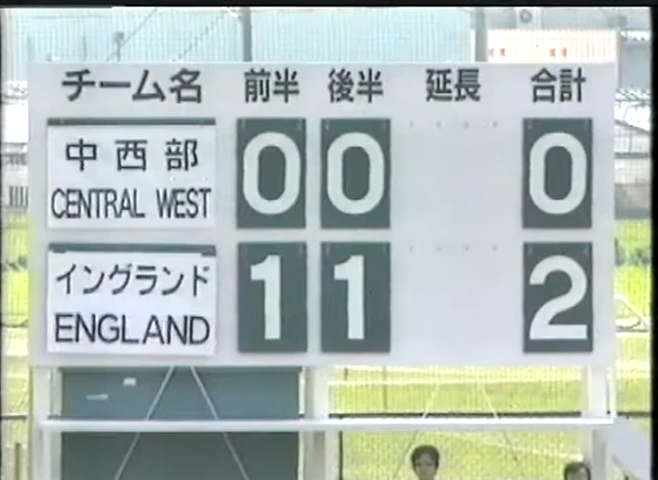 チーム名 前半 後半 延長 合計
中西部 0 0 0
CENTRAL WEST
イングランド 1 1 2
ENGLAND